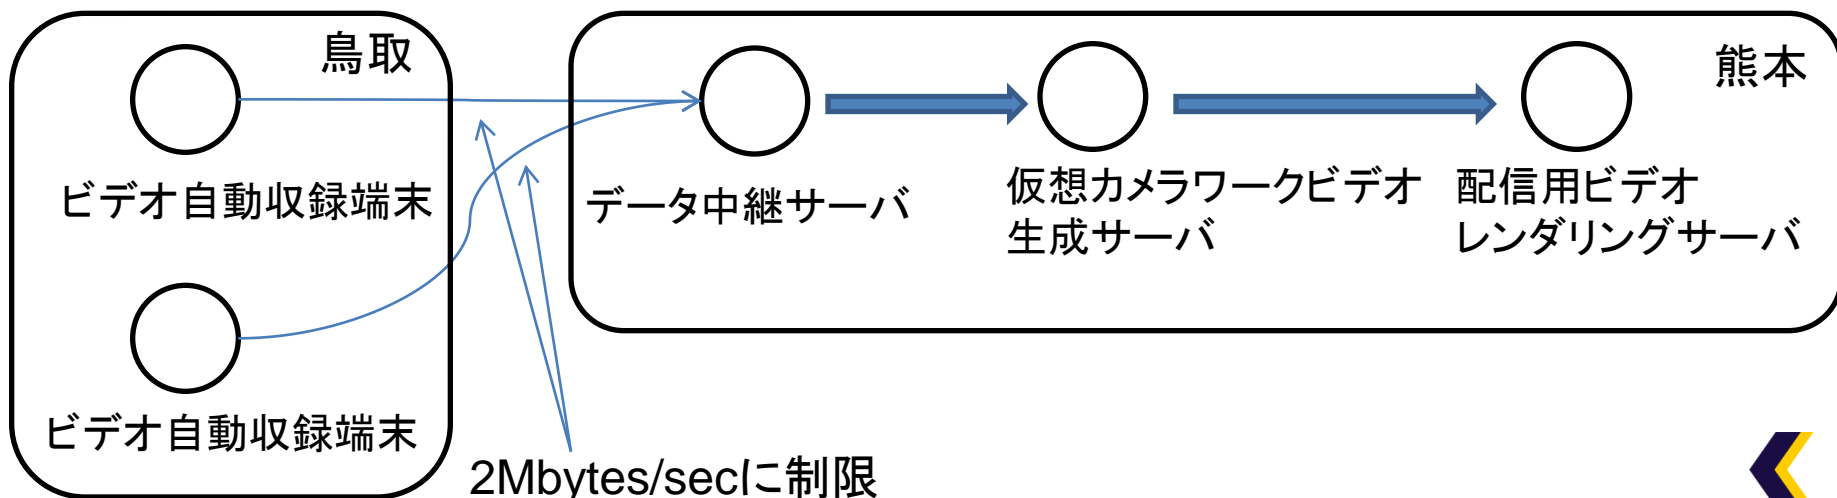 鳥取
ビデオ自動収録端末
ビデオ自動収録端末
2Mbytes/secに制限
熊本
データ中継サーバ
仮想カメラワークビデオ
生成サーバ
配信用ビデオ
レンダリングサーバ